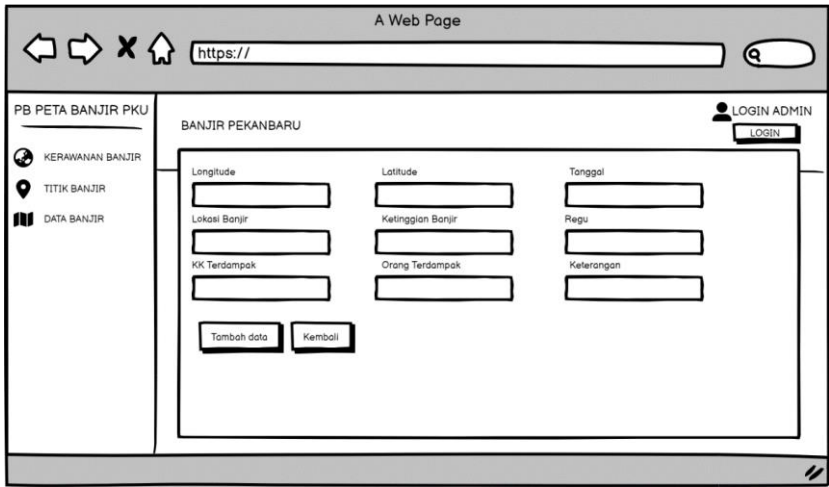 A Web Page
https://
PB PETA BANJIR PKU
KERAWANAN BANJIR
TITIK BANJIR
DATA BANJIR
BANJIR PEKANBARU
LOGIN ADMIN
LOGIN
Longitude Latitude Tanggal
Lokasi Banjir Ketinggian Banjir Regu
KK Terdampak Orang Terdampak Keterangan
Tambah data Kembali